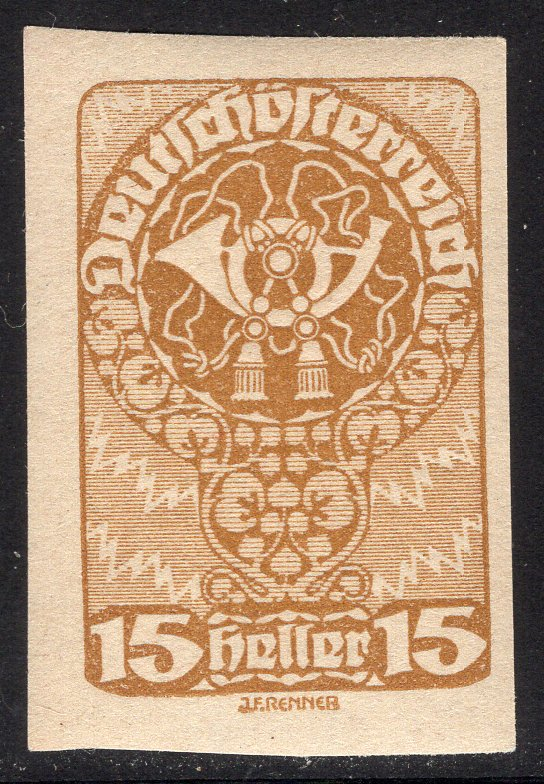 Deutschösterreich
15 Heller 15
J.F.RENNER